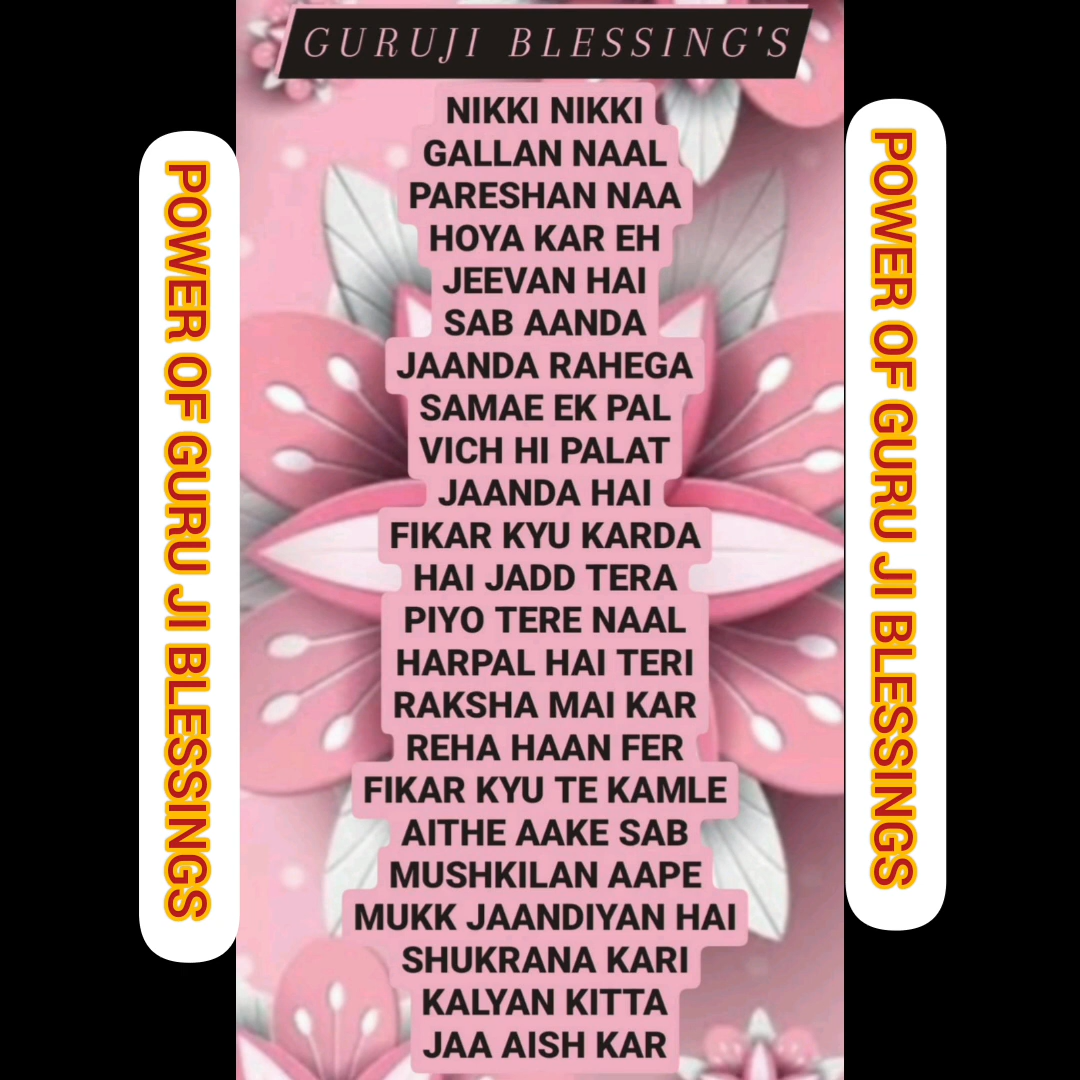 GURUJI BLESSING'S
NIKKI NIKKI
GALLAN NAAL
PARESHAN NAA
HOYA KAR EH
JEEVAN HAI
SAB AANDA
JAANDA RAHEGA
SAMAE EK PAL
VICH HI PALAT
JAANDA HAI
FIKAR KYU KARDA
HAI JADD TERA
PIYO TERE NAAL
HARPAL HAI TERI
RAKSHA MAI KAR
REHA HAAN FER
FIKAR KYU TE KAMLE
AITHE AAKE SAB
MUSHKILAN AAPE
MUKK JAANDIYAN HAI
SHUKRANA KARI
KALYAN KITTA
JAA AISH KAR
POWER OF GURU JI BLESSINGS
POWER OF GURU JI BLESSINGS